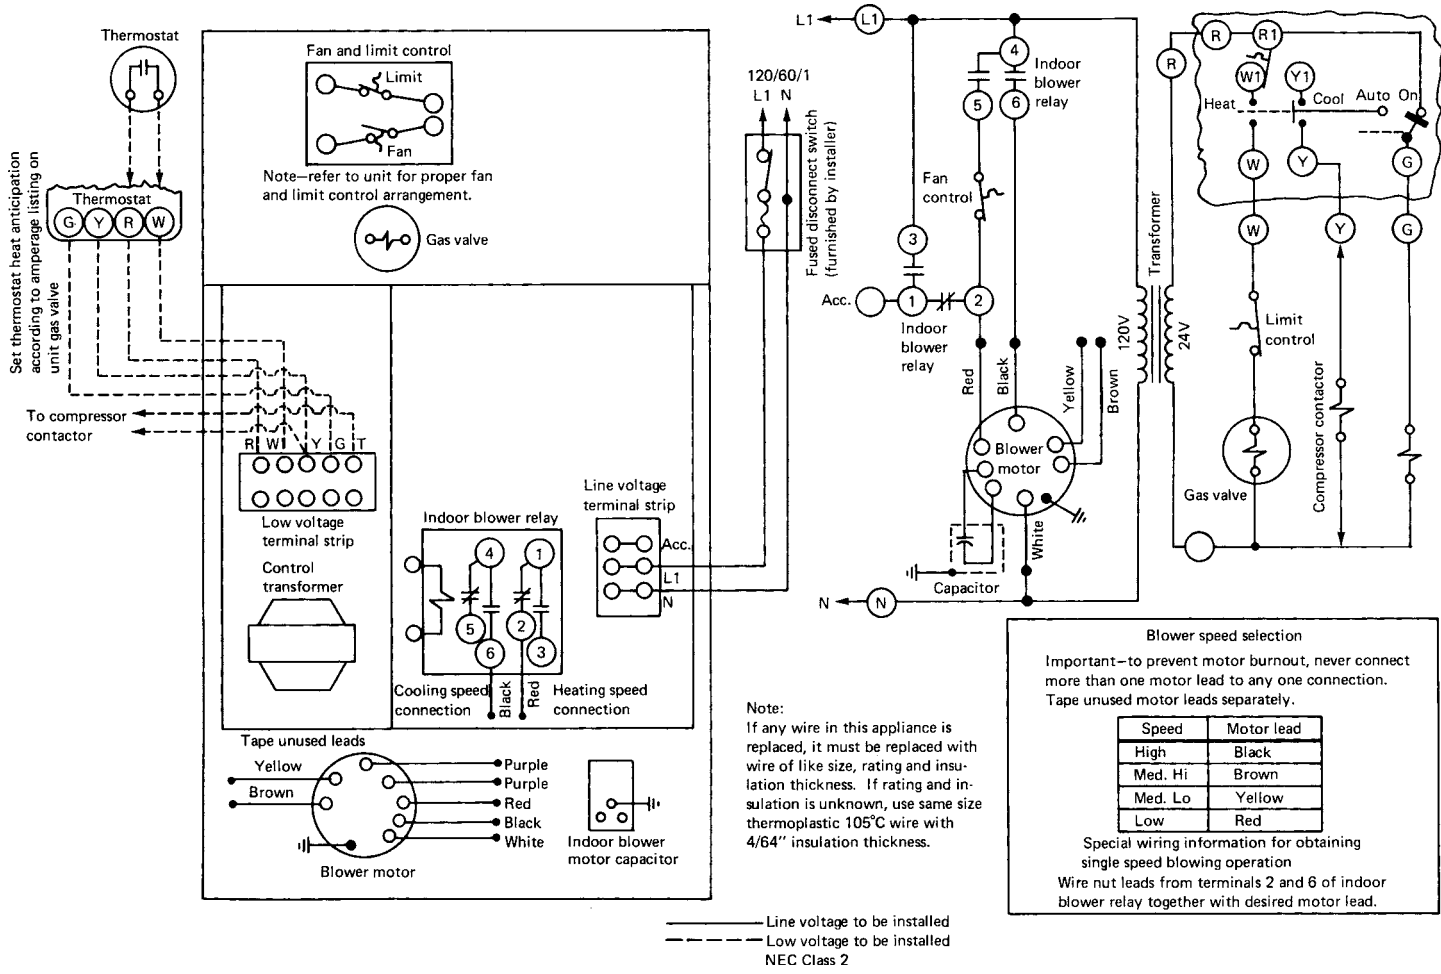 Thermostat
Set thermostat heat anticipation
according to amperage listing on
unit gas valve
Thermostat
G Y R W
To compressor
contactor
Fan and limit control
Limit
Fan
Note—refer to unit for proper fan
and limit control arrangement.
Gas valve
R W Y G T
Low voltage
terminal strip
Control
transformer
Indoor blower relay
4 1
5 2
6 3
Cooling speed
connection
Black
Red
Heating speed
connection
Line voltage
terminal strip
Acc.
L1
N
Tape unused leads
Yellow
Brown
Purple
Purple
Red
Black
White
Blower motor
Indoor blower
motor capacitor
120/60/1
L1 N
Fused disconnect switch
(furnished by installer)
L1 L1
4
Indoor
blower
relay
5 6
Fan
control
3
Acc.
1 2
Indoor
blower
relay
Red
Black
Yellow
Brown
Blower
motor
White
Capacitor
N N
Transformer
120V
24V
R
R R1
W1 Y1
Heat Cool Auto On
W Y G
W Y G
Limit
control
Gas valve
Compressor contactor
Note:
If any wire in this appliance is
replaced, it must be replaced with
wire of like size, rating and insu-
lation thickness. If rating and in-
sulation is unknown, use same size
thermoplastic 105°C wire with
4/64" insulation thickness.
Blower speed selection
Important—to prevent motor burnout, never connect
more than one motor lead to any one connection.
Tape unused motor leads separately.
Speed Motor lead
High Black
Med. Hi Brown
Med. Lo Yellow
Low Red
Special wiring information for obtaining
single speed blowing operation
Wire nut leads from terminals 2 and 6 of indoor
blower relay together with desired motor lead.
Line voltage to be installed
Low voltage to be installed
NEC Class 2